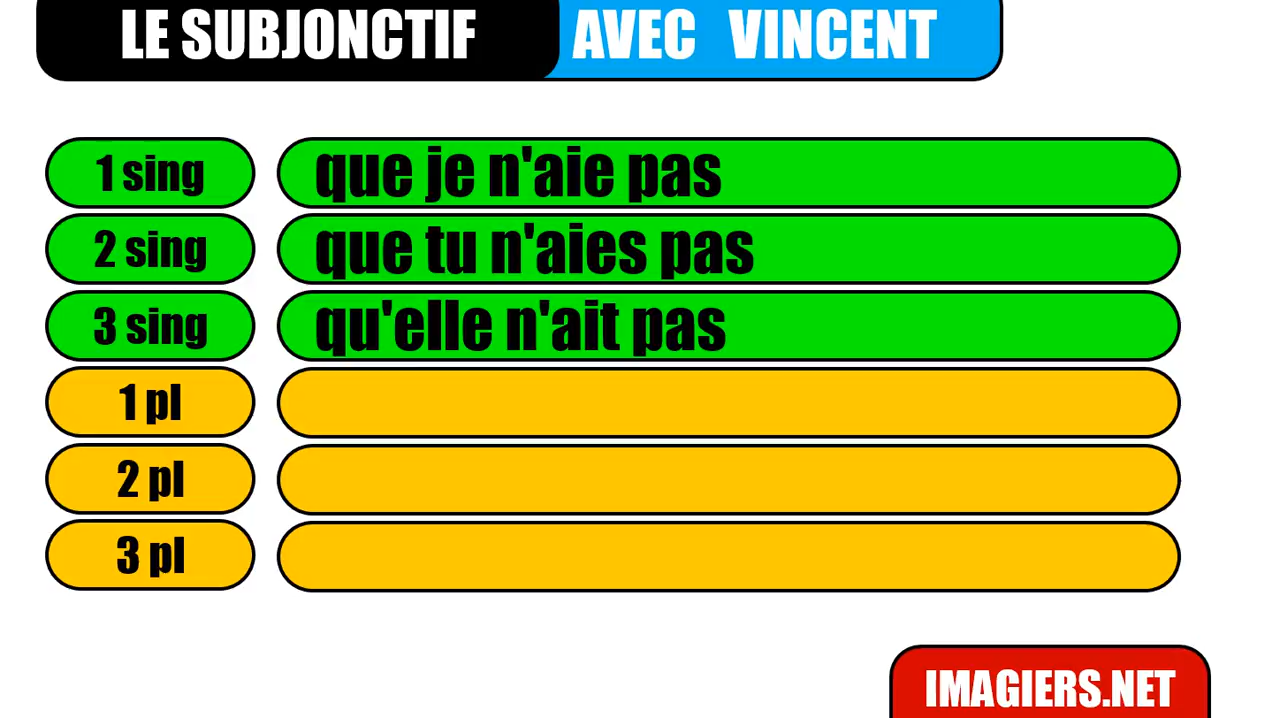 LE SUBJONCTIF AVEC VINCENT
1 sing que je n'aie pas
2 sing que tu n'aies pas
3 sing qu'elle n'ait pas
1 pl
2 pl
3 pl
IMAGIERS.NET